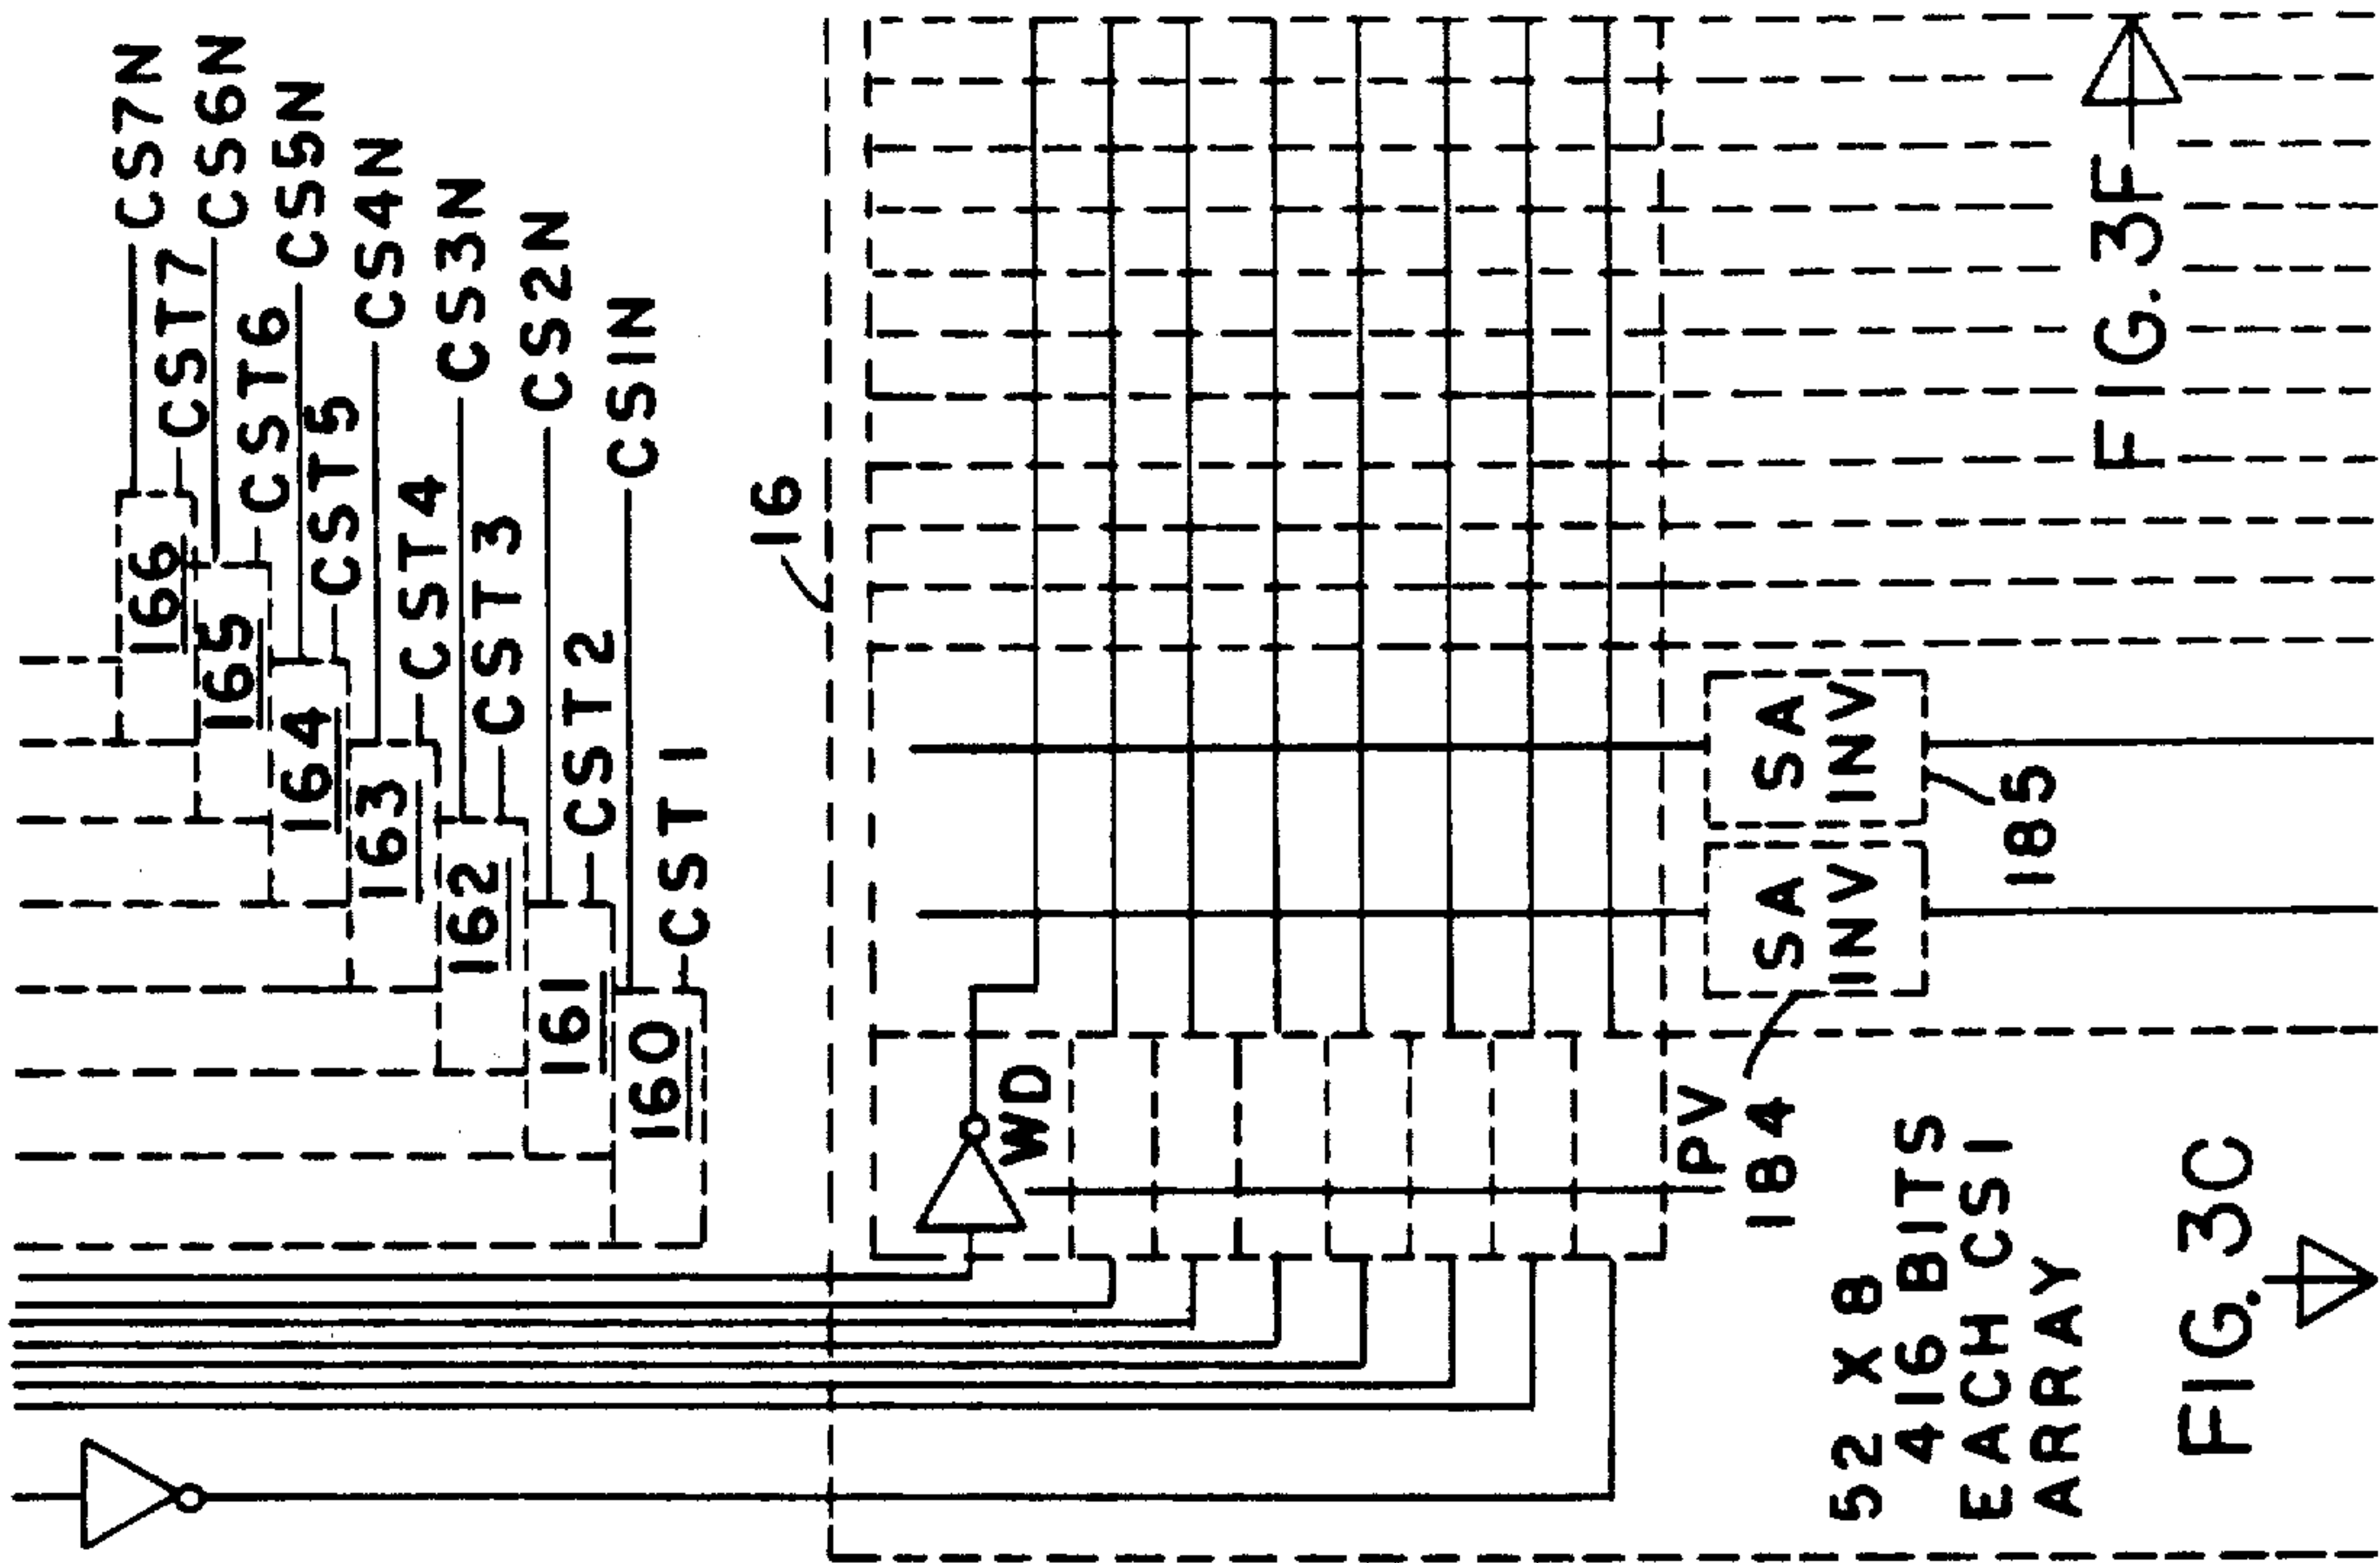 CS7N
CST7
CS6N
CST6
CS5N
CST5
CS4N
CST4
CS3N
CST3
CS2N
CST2
CS1N
CST1
166
165
164
163
162
161
160
16
WD
PV
SA
INV
184
SA
INV
185
52 X 8
416 BITS
EACH CSI
ARRAY
FIG. 3C
FIG. 3F